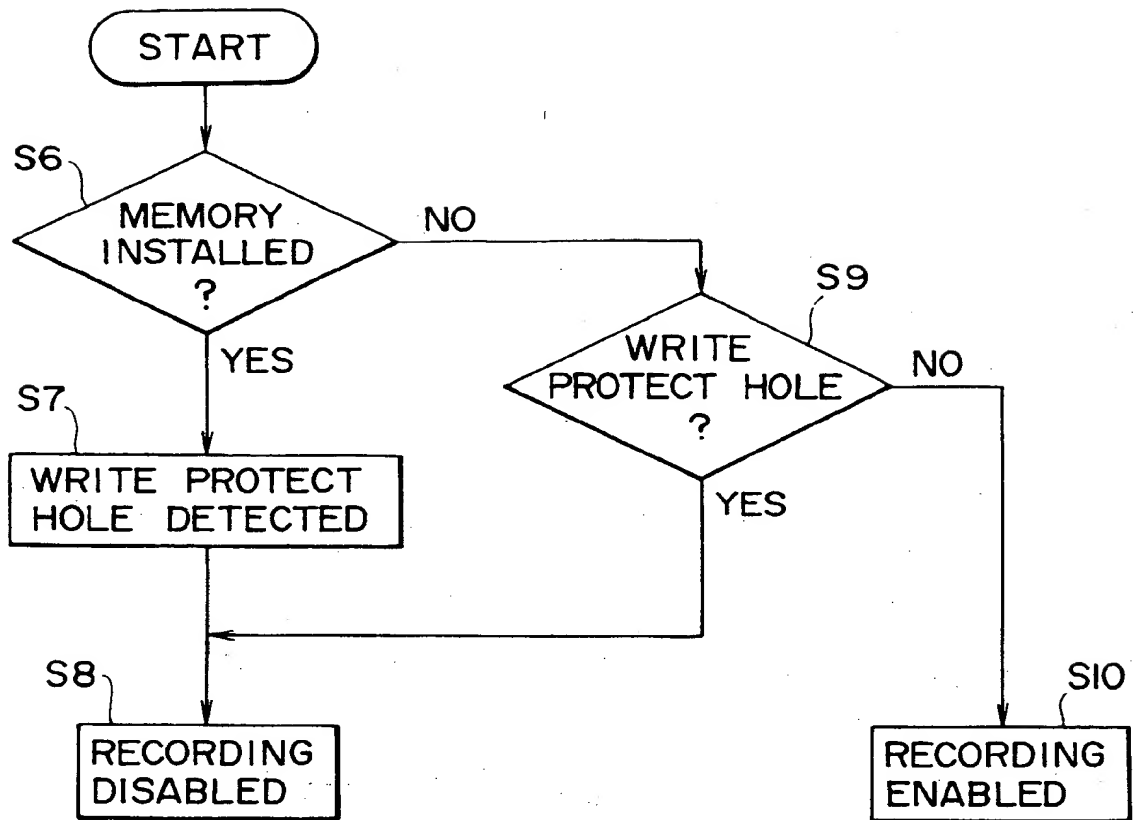 START
S6
MEMORY
INSTALLED
?
NO
YES
S9
WRITE
PROTECT HOLE
?
NO
YES
S7
WRITE PROTECT
HOLE DETECTED
S8
RECORDING
DISABLED
S10
RECORDING
ENABLED